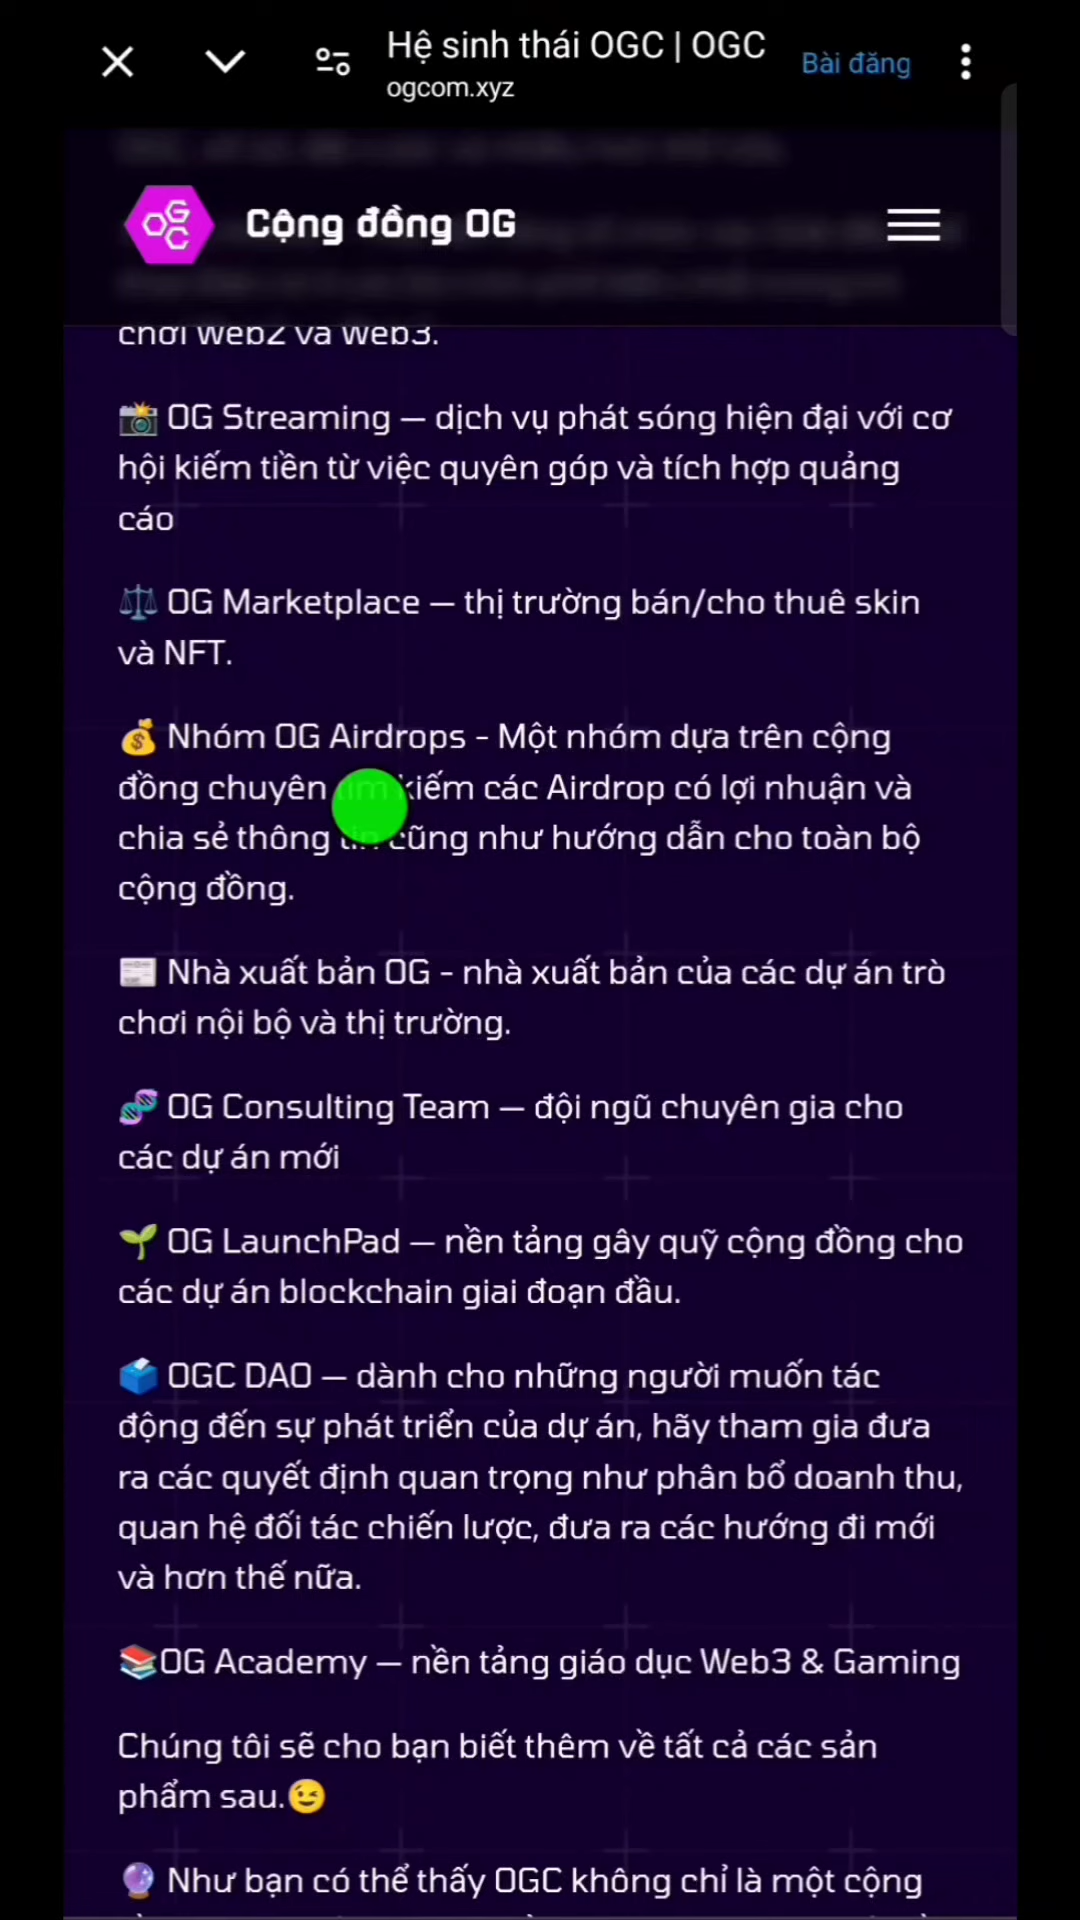 Hệ sinh thái OGC | OGC
ogcom.xyz
Bài đăng
Cộng đồng OG
chơi Web2 và Web3.
📸 OG Streaming — dịch vụ phát sóng hiện đại với cơ
hội kiếm tiền từ việc quyên góp và tích hợp quảng
cáo
⚖️ OG Marketplace — thị trường bán/cho thuê skin
và NFT.
💰 Nhóm OG Airdrops - Một nhóm dựa trên cộng
đồng chuyên tìm kiếm các Airdrop có lợi nhuận và
chia sẻ thông tin cũng như hướng dẫn cho toàn bộ
cộng đồng.
📰 Nhà xuất bản OG - nhà xuất bản của các dự án trò
chơi nội bộ và thị trường.
🧬 OG Consulting Team — đội ngũ chuyên gia cho
các dự án mới
🌱 OG LaunchPad — nền tảng gây quỹ cộng đồng cho
các dự án blockchain giai đoạn đầu.
🗳️ OGC DAO — dành cho những người muốn tác
động đến sự phát triển của dự án, hãy tham gia đưa
ra các quyết định quan trọng như phân bổ doanh thu,
quan hệ đối tác chiến lược, đưa ra các hướng đi mới
và hơn thế nữa.
📚OG Academy — nền tảng giáo dục Web3 & Gaming
Chúng tôi sẽ cho bạn biết thêm về tất cả các sản
phẩm sau.😉
🔮 Như bạn có thể thấy OGC không chỉ là một cộng